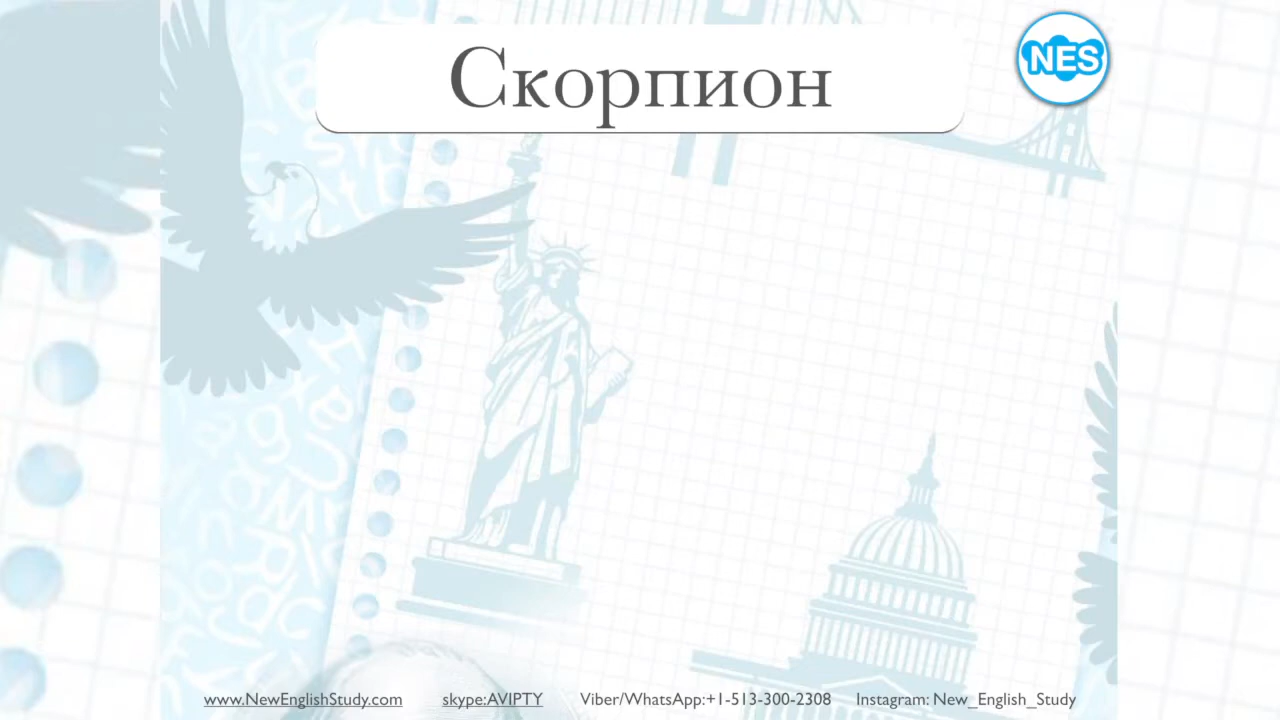 Скорпион
NES
www.NewEnglishStudy.com skype:AVIPTY Viber/WhatsApp:+1-513-300-2308 Instagram: New_English_Study